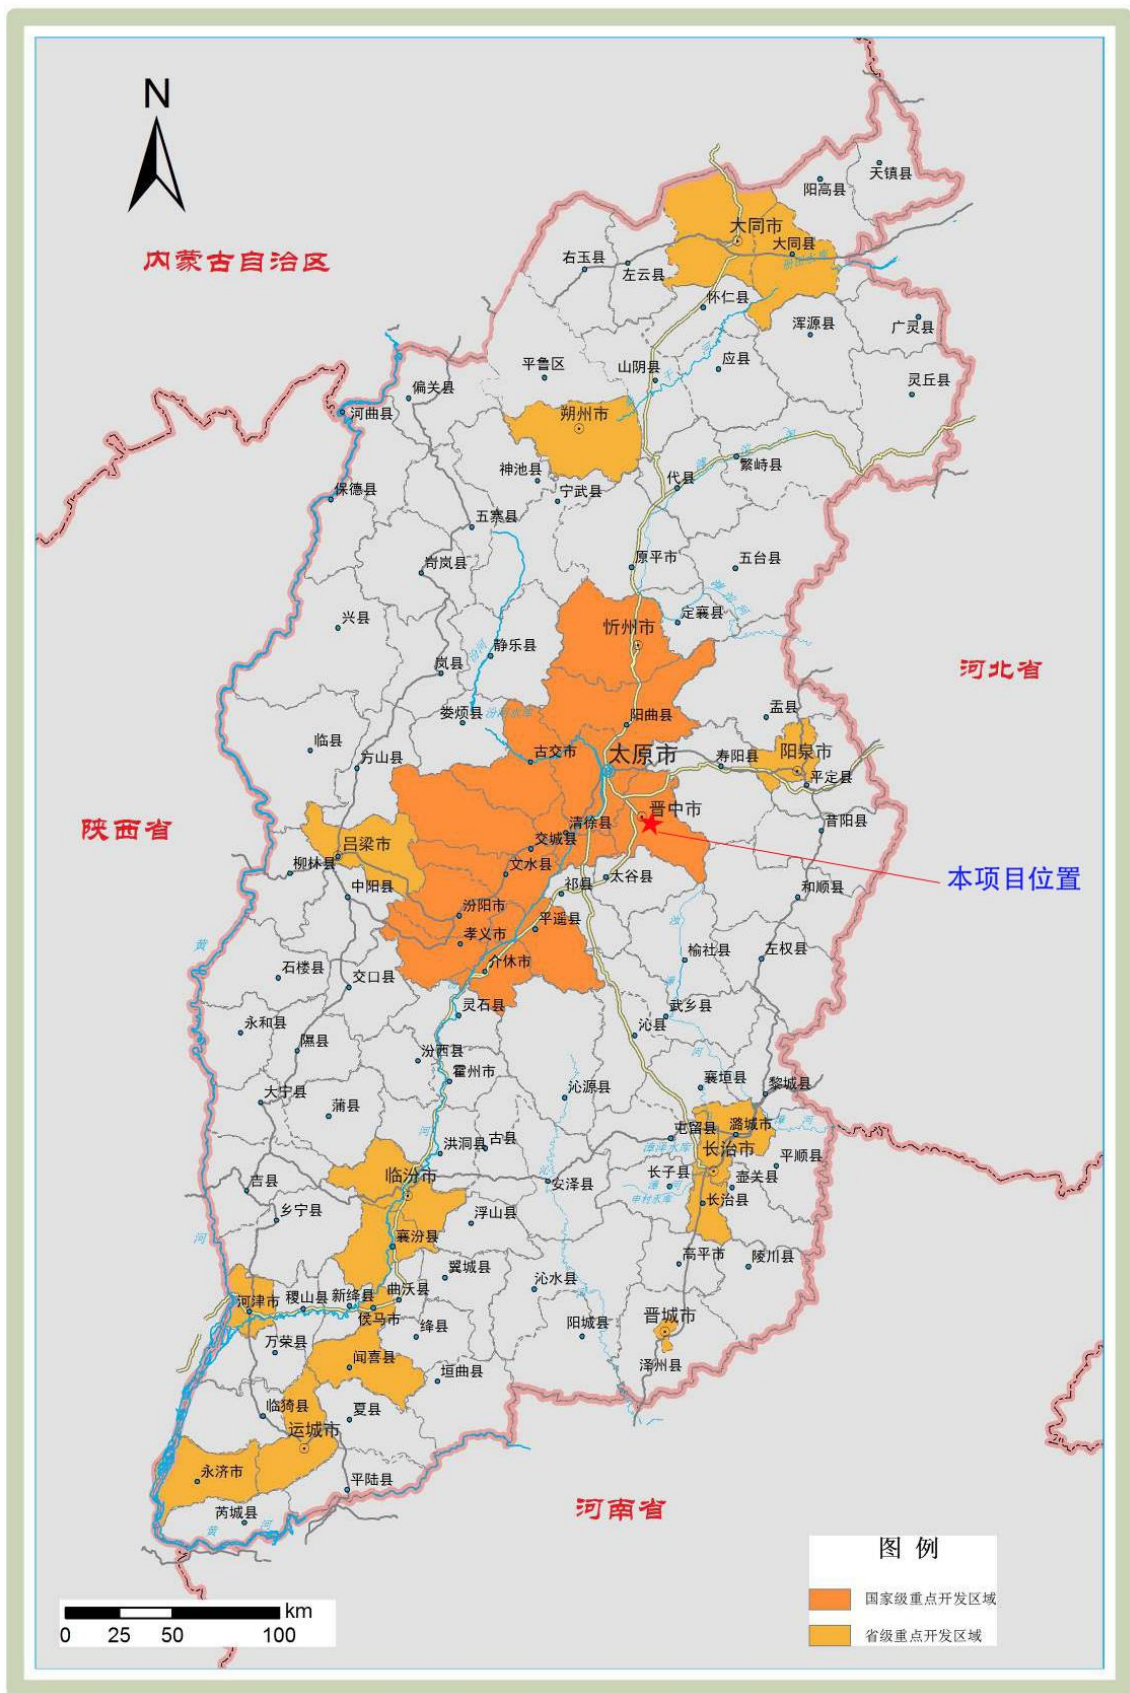 N
内蒙古自治区
天镇县
阳高县
大同市
大同县
右玉县
左云县
怀仁县
浑源县
广灵县
平鲁区
山阴县
应县
灵丘县
偏关县
河曲县
朔州市
神池县
宁武县
代县
繁峙县
保德县
五寨县
岢岚县
原平市
五台县
定襄县
兴县
忻州市
静乐县
岚县
河北省
娄烦县
汾河水库
阳曲县
盂县
临县
方山县
古交市
太原市
寿阳县
阳泉市
平定县
陕西省
晋中市
清徐县
昔阳县
吕梁市
交城县
柳林县
文水县
太谷县
本项目位置
中阳县
祁县
和顺县
汾阳市
平遥县
孝义市
黄
左权县
榆社县
介休市
石楼县
交口县
灵石县
武乡县
永和县
沁县
隰县
汾西县
霍州市
襄垣县
黎城县
沁源县
大宁县
蒲县
潞城市
屯留县
漳泽水库
洪洞县
古县
长治市
平顺县
临汾市
长子县
壶关县
安泽县
吉县
申村水库
长治县
乡宁县
浮山县
河
襄汾县
高平市
陵川县
翼城县
沁水县
河津市
稷山县
新绛县
曲沃县
侯马市
晋城市
阳城县
绛县
万荣县
闻喜县
泽州县
垣曲县
临猗县
夏县
运城市
永济市
平陆县
芮城县
黄
河
河南省
图 例
国家级重点开发区域
省级重点开发区域
km
0 25 50 100